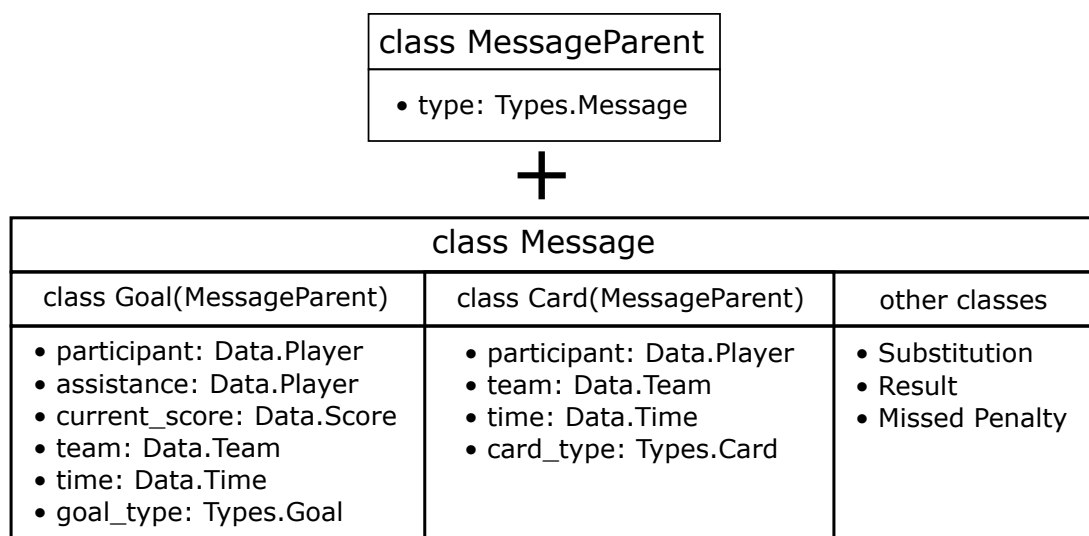 class MessageParent
• type: Types.Message
+
class Message
class Goal(MessageParent)
• participant: Data.Player
• assistance: Data.Player
• current_score: Data.Score
• team: Data.Team
• time: Data.Time
• goal_type: Types.Goal
class Card(MessageParent)
• participant: Data.Player
• team: Data.Team
• time: Data.Time
• card_type: Types.Card
other classes
• Substitution
• Result
• Missed Penalty